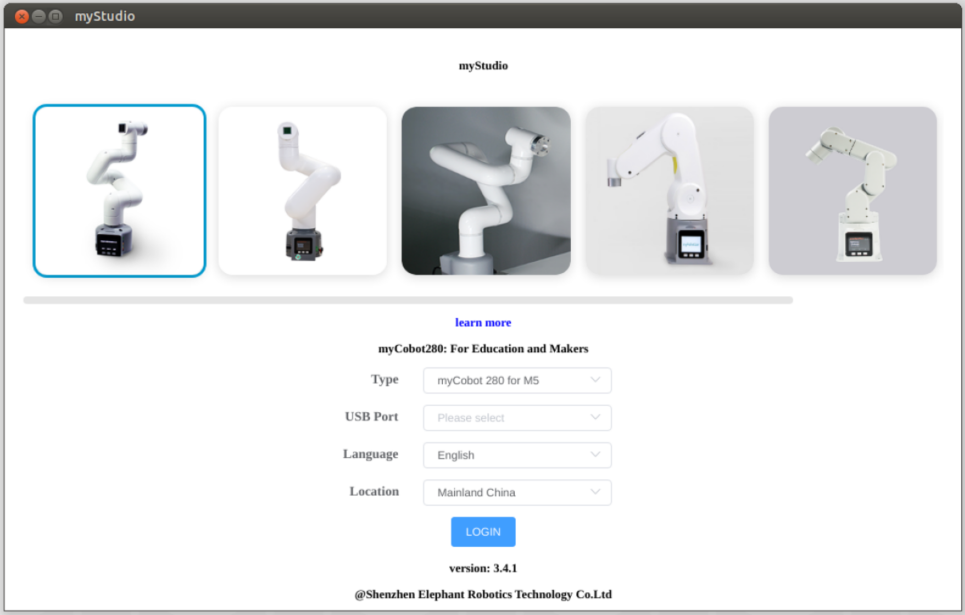 myStudio
myStudio
learn more
myCobot280: For Education and Makers
Type myCobot 280 for M5
USB Port Please select
Language English
Location Mainland China
LOGIN
version: 3.4.1
@Shenzhen Elephant Robotics Technology Co.Ltd